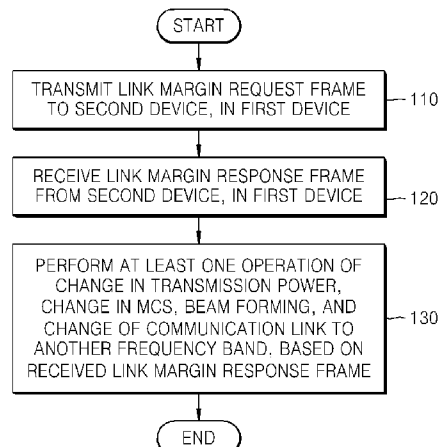 START
TRANSMIT LINK MARGIN REQUEST FRAME
TO SECOND DEVICE, IN FIRST DEVICE
110
RECEIVE LINK MARGIN RESPONSE FRAME
FROM SECOND DEVICE, IN FIRST DEVICE
120
PERFORM AT LEAST ONE OPERATION OF
CHANGE IN TRANSMISSION POWER,
CHANGE IN MCS, BEAM FORMING, AND
CHANGE OF COMMUNICATION LINK TO
ANOTHER FREQUENCY BAND, BASED ON
RECEIVED LINK MARGIN RESPONSE FRAME
130
END